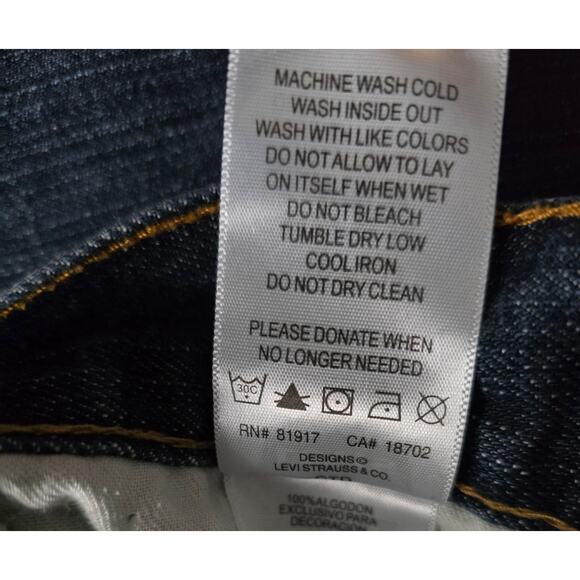 MACHINE WASH COLD
WASH INSIDE OUT
WASH WITH LIKE COLORS
DO NOT ALLOW TO LAY
ON ITSELF WHEN WET
DO NOT BLEACH
TUMBLE DRY LOW
COOL IRON
DO NOT DRY CLEAN
PLEASE DONATE WHEN
NO LONGER NEEDED
30C
RN# 81917 CA# 18702
DESIGNS©
LEVI STRAUSS & CO.
100%ALGODON
EXCLUSIVO PARA
DECORACION